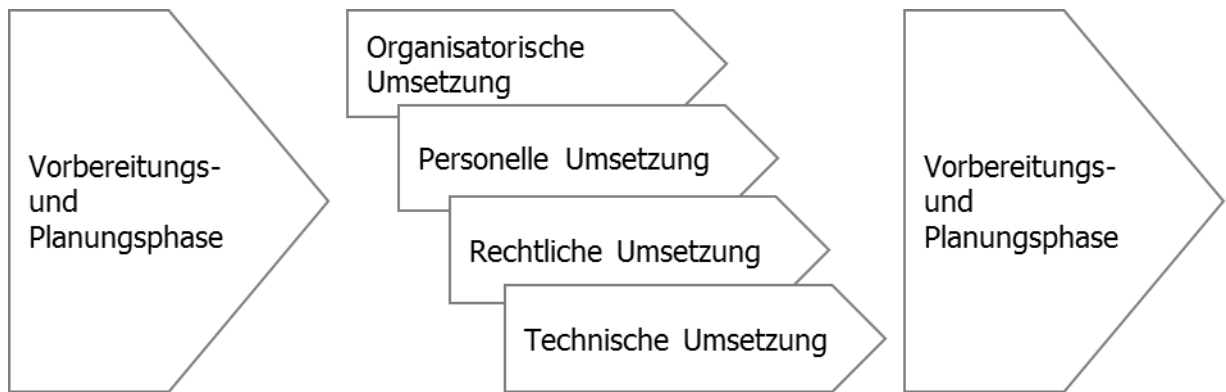 Vorbereitungs-
und
Planungsphase
Organisatorische
Umsetzung
Personelle Umsetzung
Rechtliche Umsetzung
Technische Umsetzung
Vorbereitungs-
und
Planungsphase